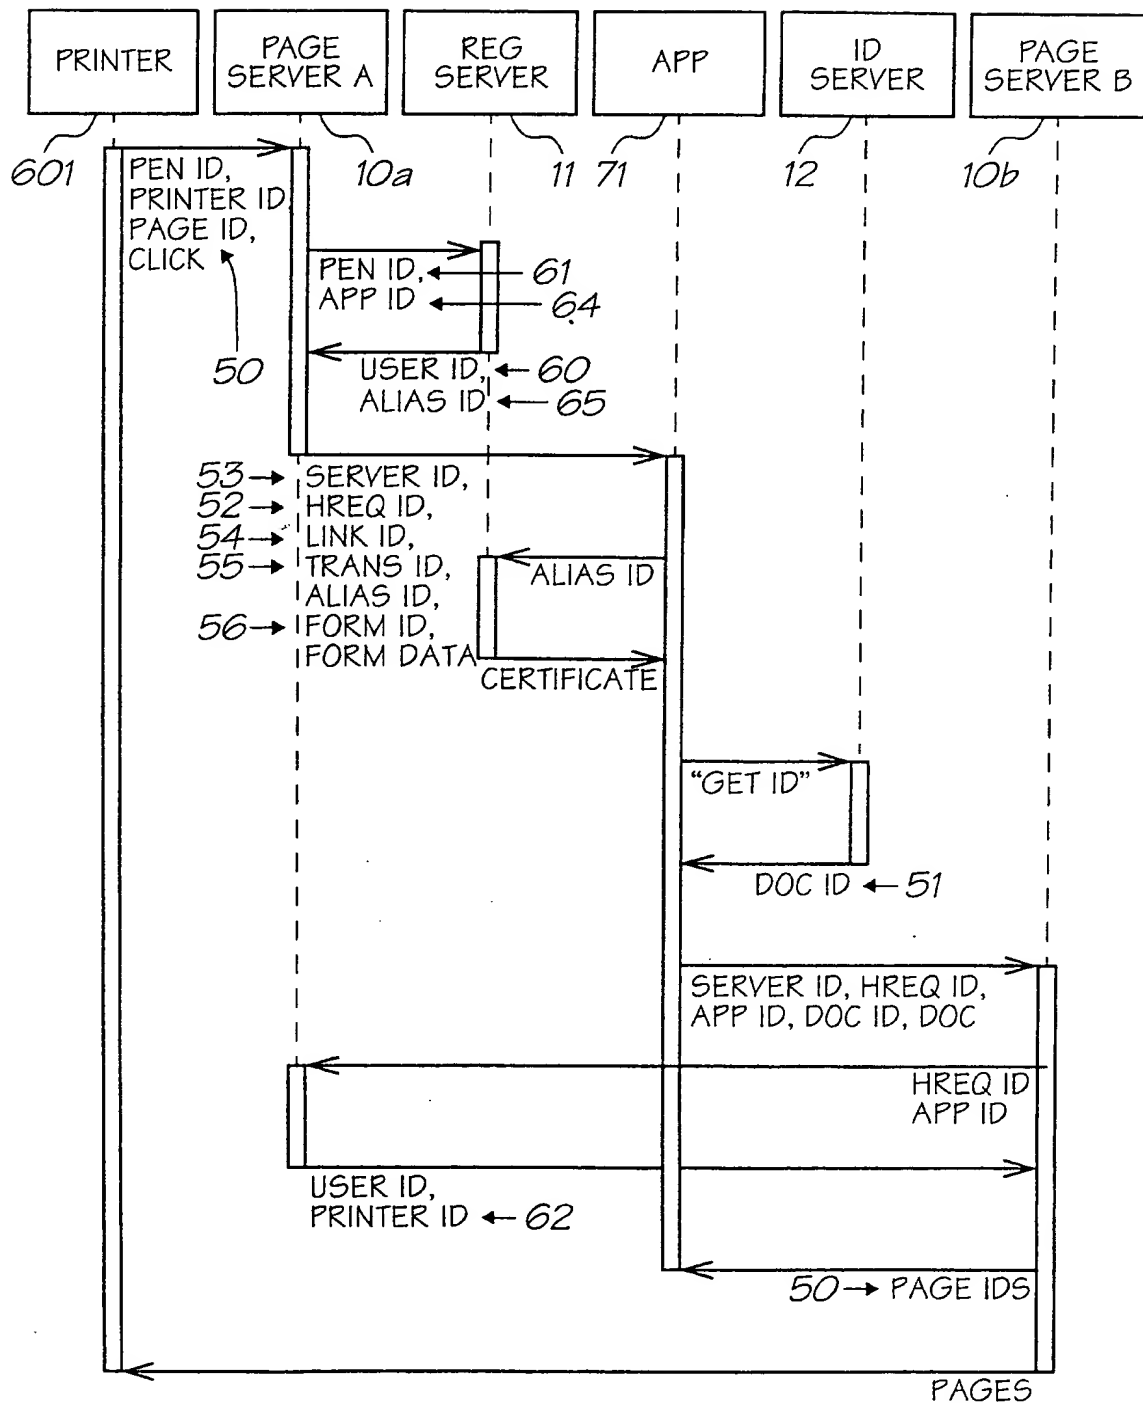 PRINTER
PAGE
SERVER A
REG
SERVER
APP
ID
SERVER
PAGE
SERVER B
601
10a
11
71
12
10b
PEN ID,
PRINTER ID
PAGE ID,
CLICK
50
PEN ID,
APP ID
61
64
USER ID,
ALIAS ID
60
65
53
52
54
55
56
SERVER ID,
HREQ ID,
LINK ID,
TRANS ID,
ALIAS ID,
FORM ID,
FORM DATA
ALIAS ID
CERTIFICATE
“GET ID”
DOC ID
51
SERVER ID, HREQ ID,
APP ID, DOC ID, DOC
HREQ ID
APP ID
USER ID,
PRINTER ID
62
50
PAGE IDS
PAGES